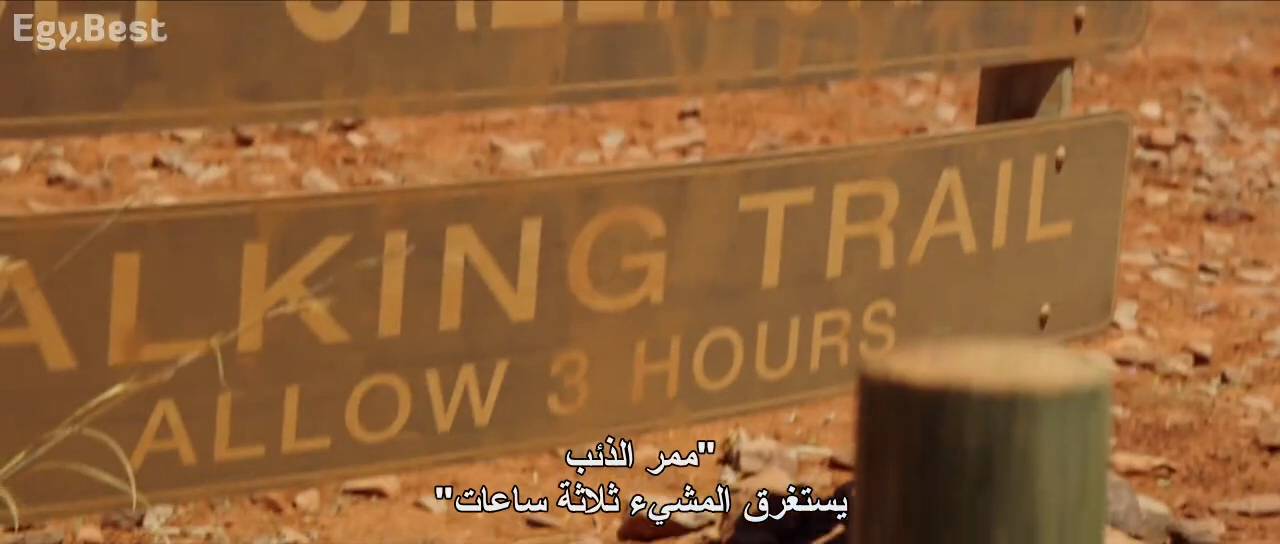 Egy.Best
ALKING TRAIL
ALLOW 3 HOURS
"ممر الذئب
يستغرق المشيء ثلاثة ساعات"